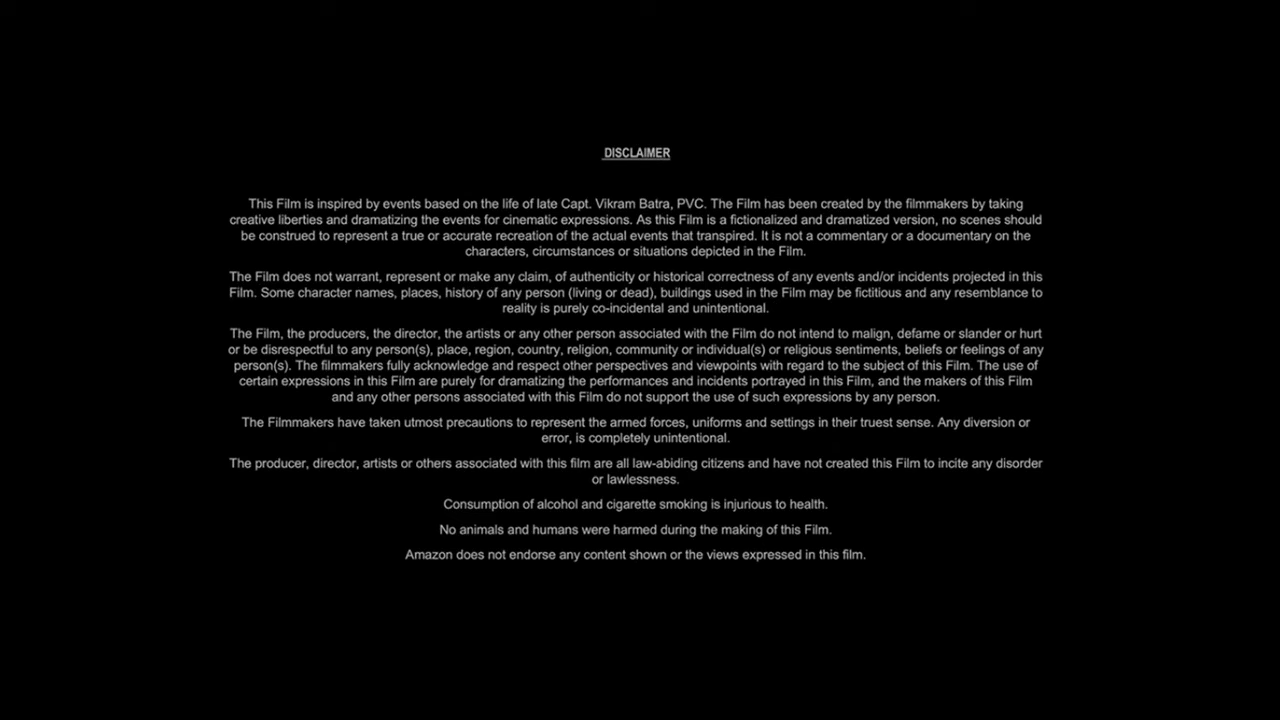 DISCLAIMER
This Film is inspired by events based on the life of late Capt. Vikram Batra, PVC. The Film has been created by the filmmakers by taking
creative liberties and dramatizing the events for cinematic expressions. As this Film is a fictionalized and dramatized version, no scenes should
be construed to represent a true or accurate recreation of the actual events that transpired. It is not a commentary or a documentary on the
characters, circumstances or situations depicted in the Film.
The Film does not warrant, represent or make any claim, of authenticity or historical correctness of any events and/or incidents projected in this
Film. Some character names, places, history of any person (living or dead), buildings used in the Film may be fictitious and any resemblance to
reality is purely co-incidental and unintentional.
The Film, the producers, the director, the artists or any other person associated with the Film do not intend to malign, defame or slander or hurt
or be disrespectful to any person(s), place, region, country, religion, community or individual(s) or religious sentiments, beliefs or feelings of any
person(s). The filmmakers fully acknowledge and respect other perspectives and viewpoints with regard to the subject of this Film. The use of
certain expressions in this Film are purely for dramatizing the performances and incidents portrayed in this Film, and the makers of this Film
and any other persons associated with this Film do not support the use of such expressions by any person.
The Filmmakers have taken utmost precautions to represent the armed forces, uniforms and settings in their truest sense. Any diversion or
error, is completely unintentional.
The producer, director, artists or others associated with this film are all law-abiding citizens and have not created this Film to incite any disorder
or lawlessness.
Consumption of alcohol and cigarette smoking is injurious to health.
No animals and humans were harmed during the making of this Film.
Amazon does not endorse any content shown or the views expressed in this film.